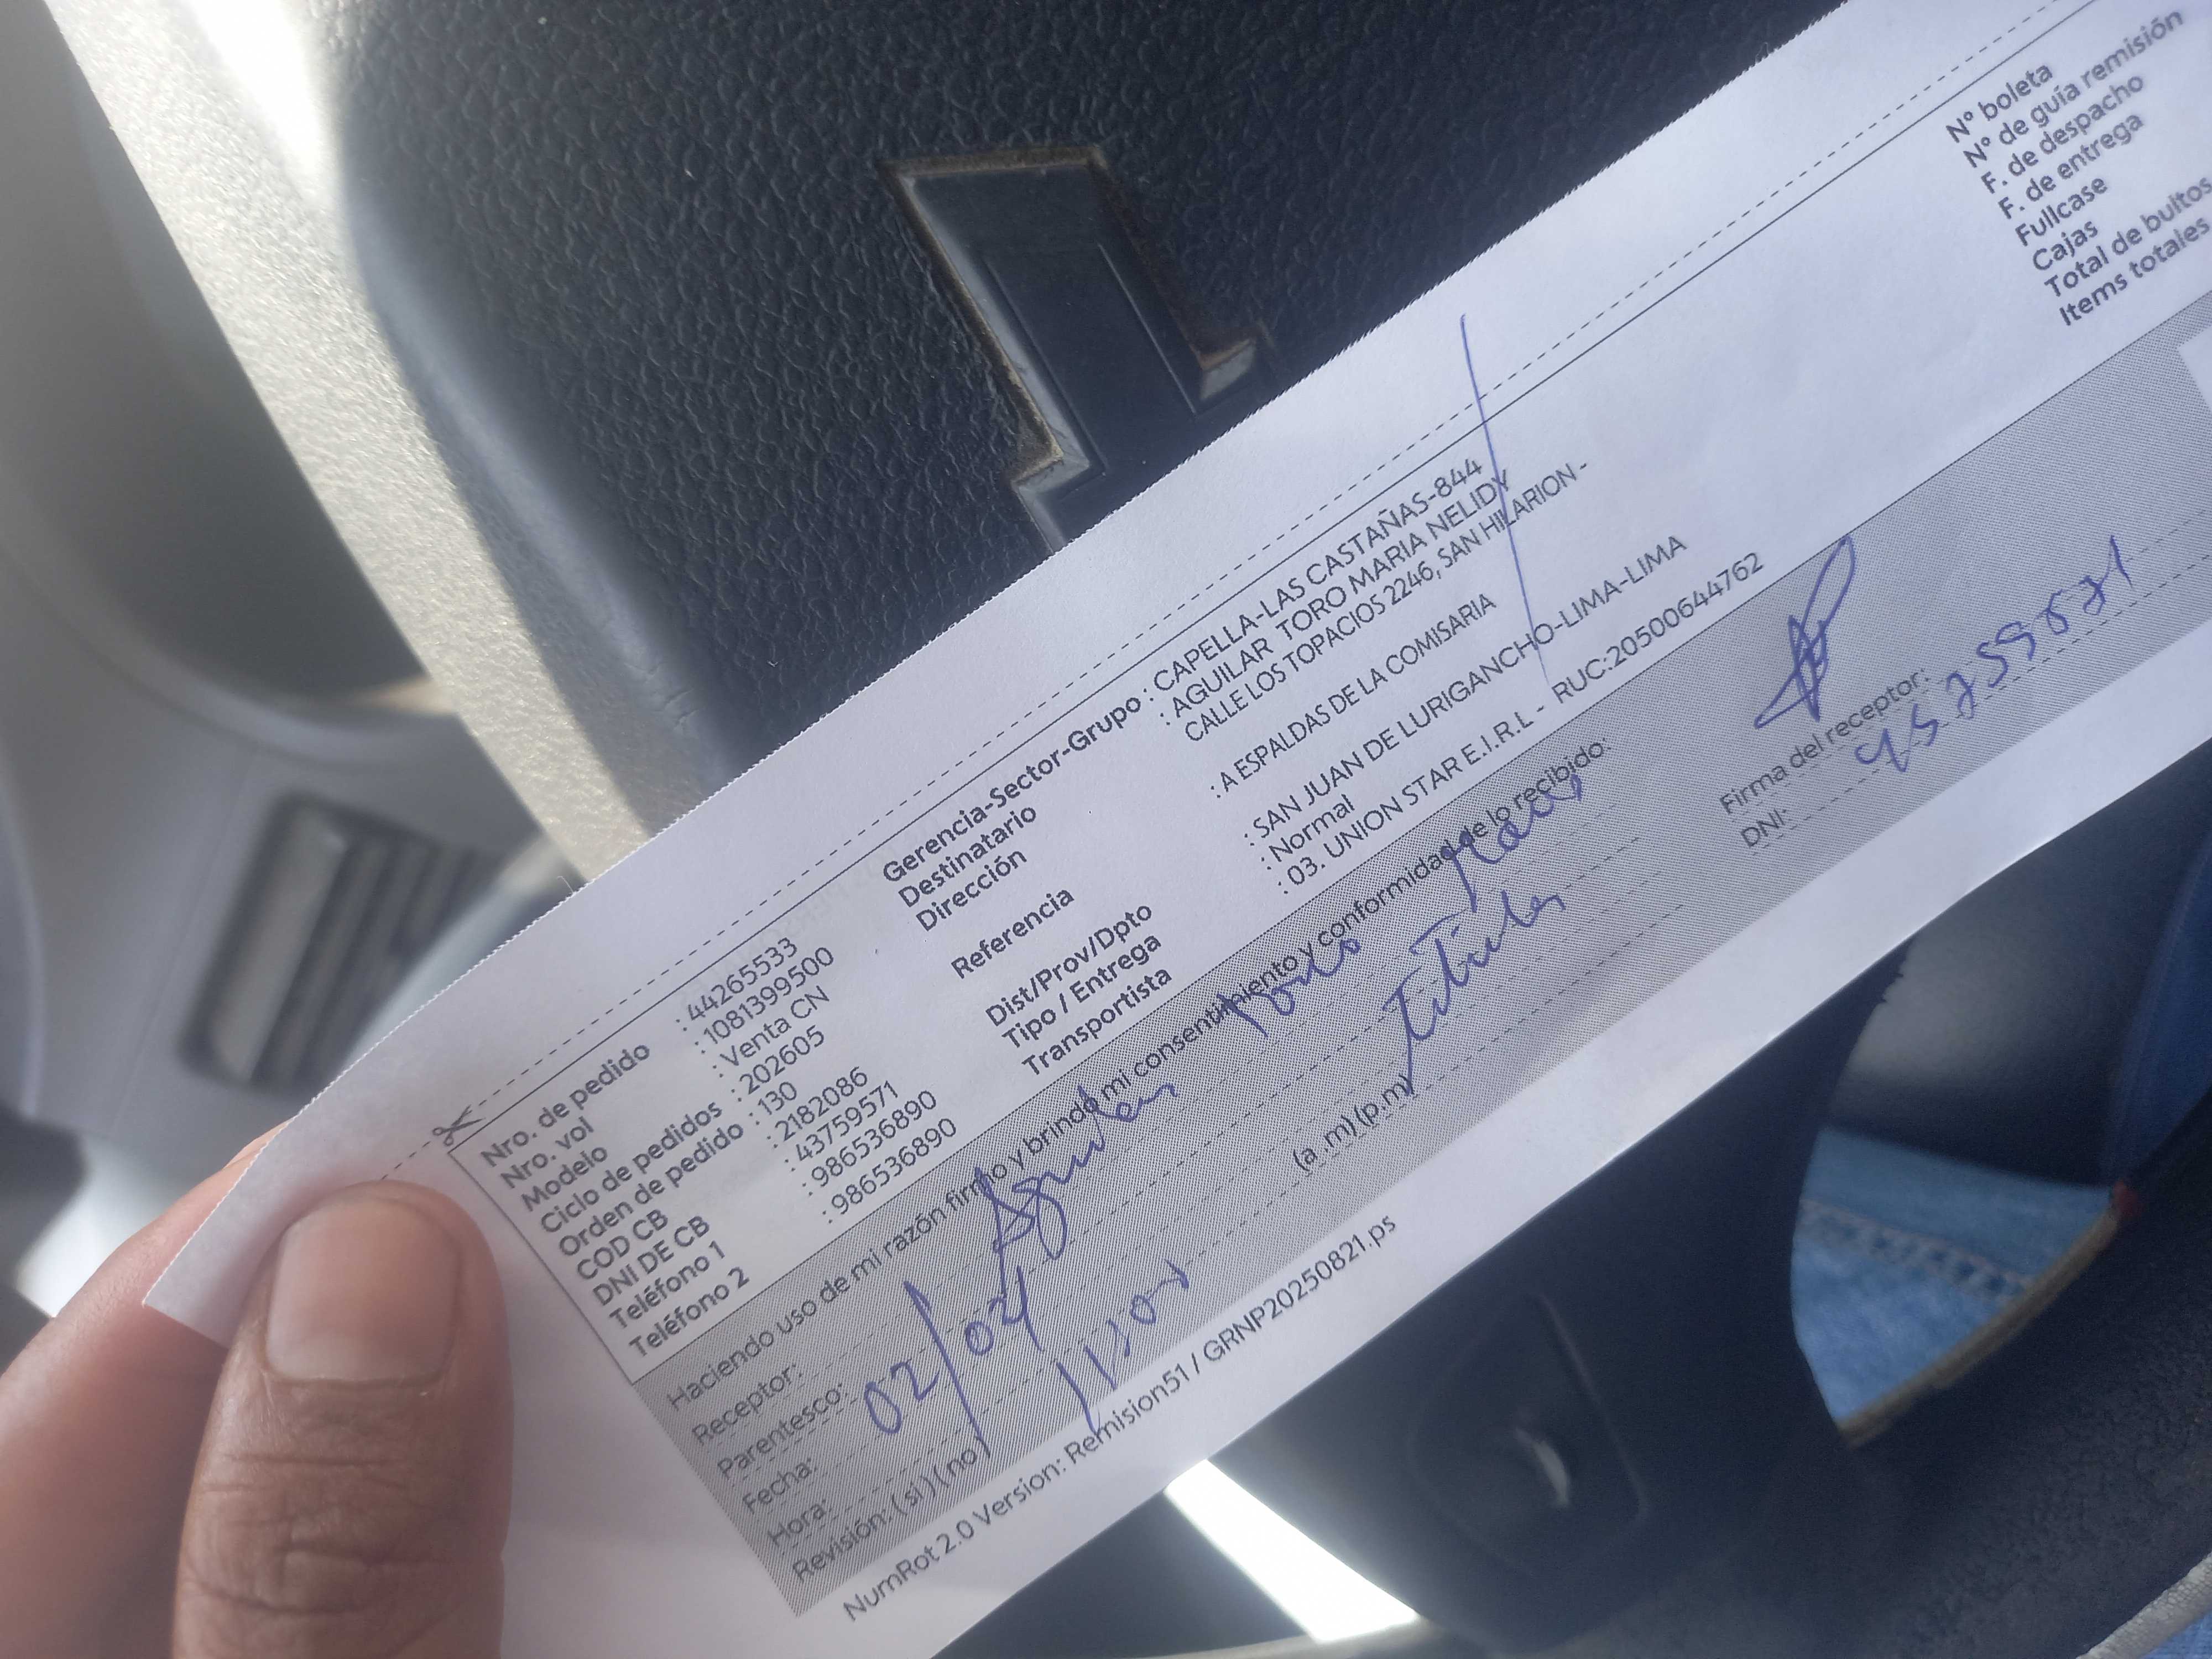 Nro. de pedido : 44265533
Nro. vol : 1081399500
Modelo : Venta CN
Ciclo de pedidos : 202605
Orden de pedido : 130
COD CB : 2182086
DNI DE CB : 43759571
Teléfono 1 : 986536890
Teléfono 2 : 986536890
Gerencia-Sector-Grupo : CAPELLA-LAS CASTAÑAS-844
Destinatario : AGUILAR TORO MARIA NELIDY
Dirección CALLE LOS TOPACIOS 2246, SAN HILARION -
Referencia : A ESPALDAS DE LA COMISARIA
Dist/Prov/Dpto : SAN JUAN DE LURIGANCHO-LIMA-LIMA
Tipo / Entrega : Normal
Transportista : 03. UNION STAR E.I.R.L - RUC:20500644762
N° boleta
N° de guía remisión
F. de despacho
F. de entrega
Fullcase
Cajas
Total de bultos
Items totales
Haciendo uso de mi razón firmo y brindo mi consentimiento y conformidad de lo recibido:
Receptor: Aguilar Toro
Parentesco: Titular
Fecha: 02/04
Hora: (a.m) (p.m)
Revisión: (si) (no)
Firma del receptor:
DNI:
NumRot 2.0 Version: Remision51 / GRNP20250821.ps